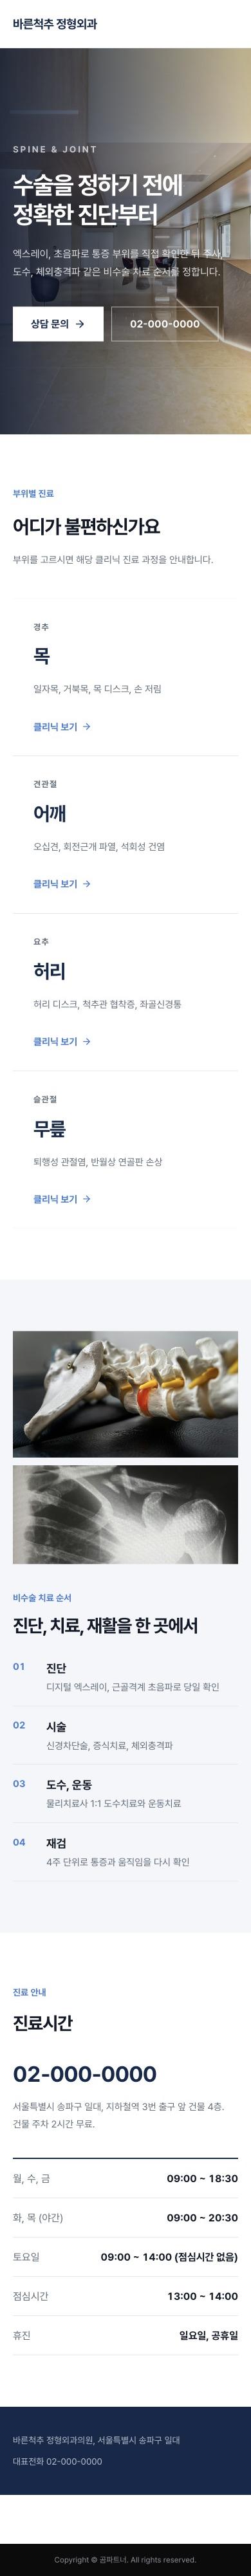 바른척추 정형외과
SPINE & JOINT
수술을 정하기 전에
정확한 진단부터
엑스레이, 초음파로 통증 부위를 직접 확인한 뒤 주사,
도수, 체외충격파 같은 비수술 치료 순서를 정합니다.
상담 문의 →
02-000-0000
부위별 진료
어디가 불편하신가요
부위를 고르시면 해당 클리닉 진료 과정을 안내합니다.
경추
목
일자목, 거북목, 목 디스크, 손 저림
클리닉 보기 →
견관절
어깨
오십견, 회전근개 파열, 석회성 건염
클리닉 보기 →
요추
허리
허리 디스크, 척추관 협착증, 좌골신경통
클리닉 보기 →
슬관절
무릎
퇴행성 관절염, 반월상 연골판 손상
클리닉 보기 →
비수술 치료 순서
진단, 치료, 재활을 한 곳에서
01 진단
디지털 엑스레이, 근골격계 초음파로 당일 확인
02 시술
신경차단술, 증식치료, 체외충격파
03 도수, 운동
물리치료사 1:1 도수치료와 운동치료
04 재검
4주 단위로 통증과 움직임을 다시 확인
진료 안내
진료시간
02-000-0000
서울특별시 송파구 일대, 지하철역 3번 출구 앞 건물 4층.
건물 주차 2시간 무료.
월, 수, 금 09:00 ~ 18:30
화, 목 (야간) 09:00 ~ 20:30
토요일 09:00 ~ 14:00 (점심시간 없음)
점심시간 13:00 ~ 14:00
휴진 일요일, 공휴일
바른척추 정형외과의원, 서울특별시 송파구 일대
대표전화 02-000-0000
Copyright © 곰파트너. All rights reserved.